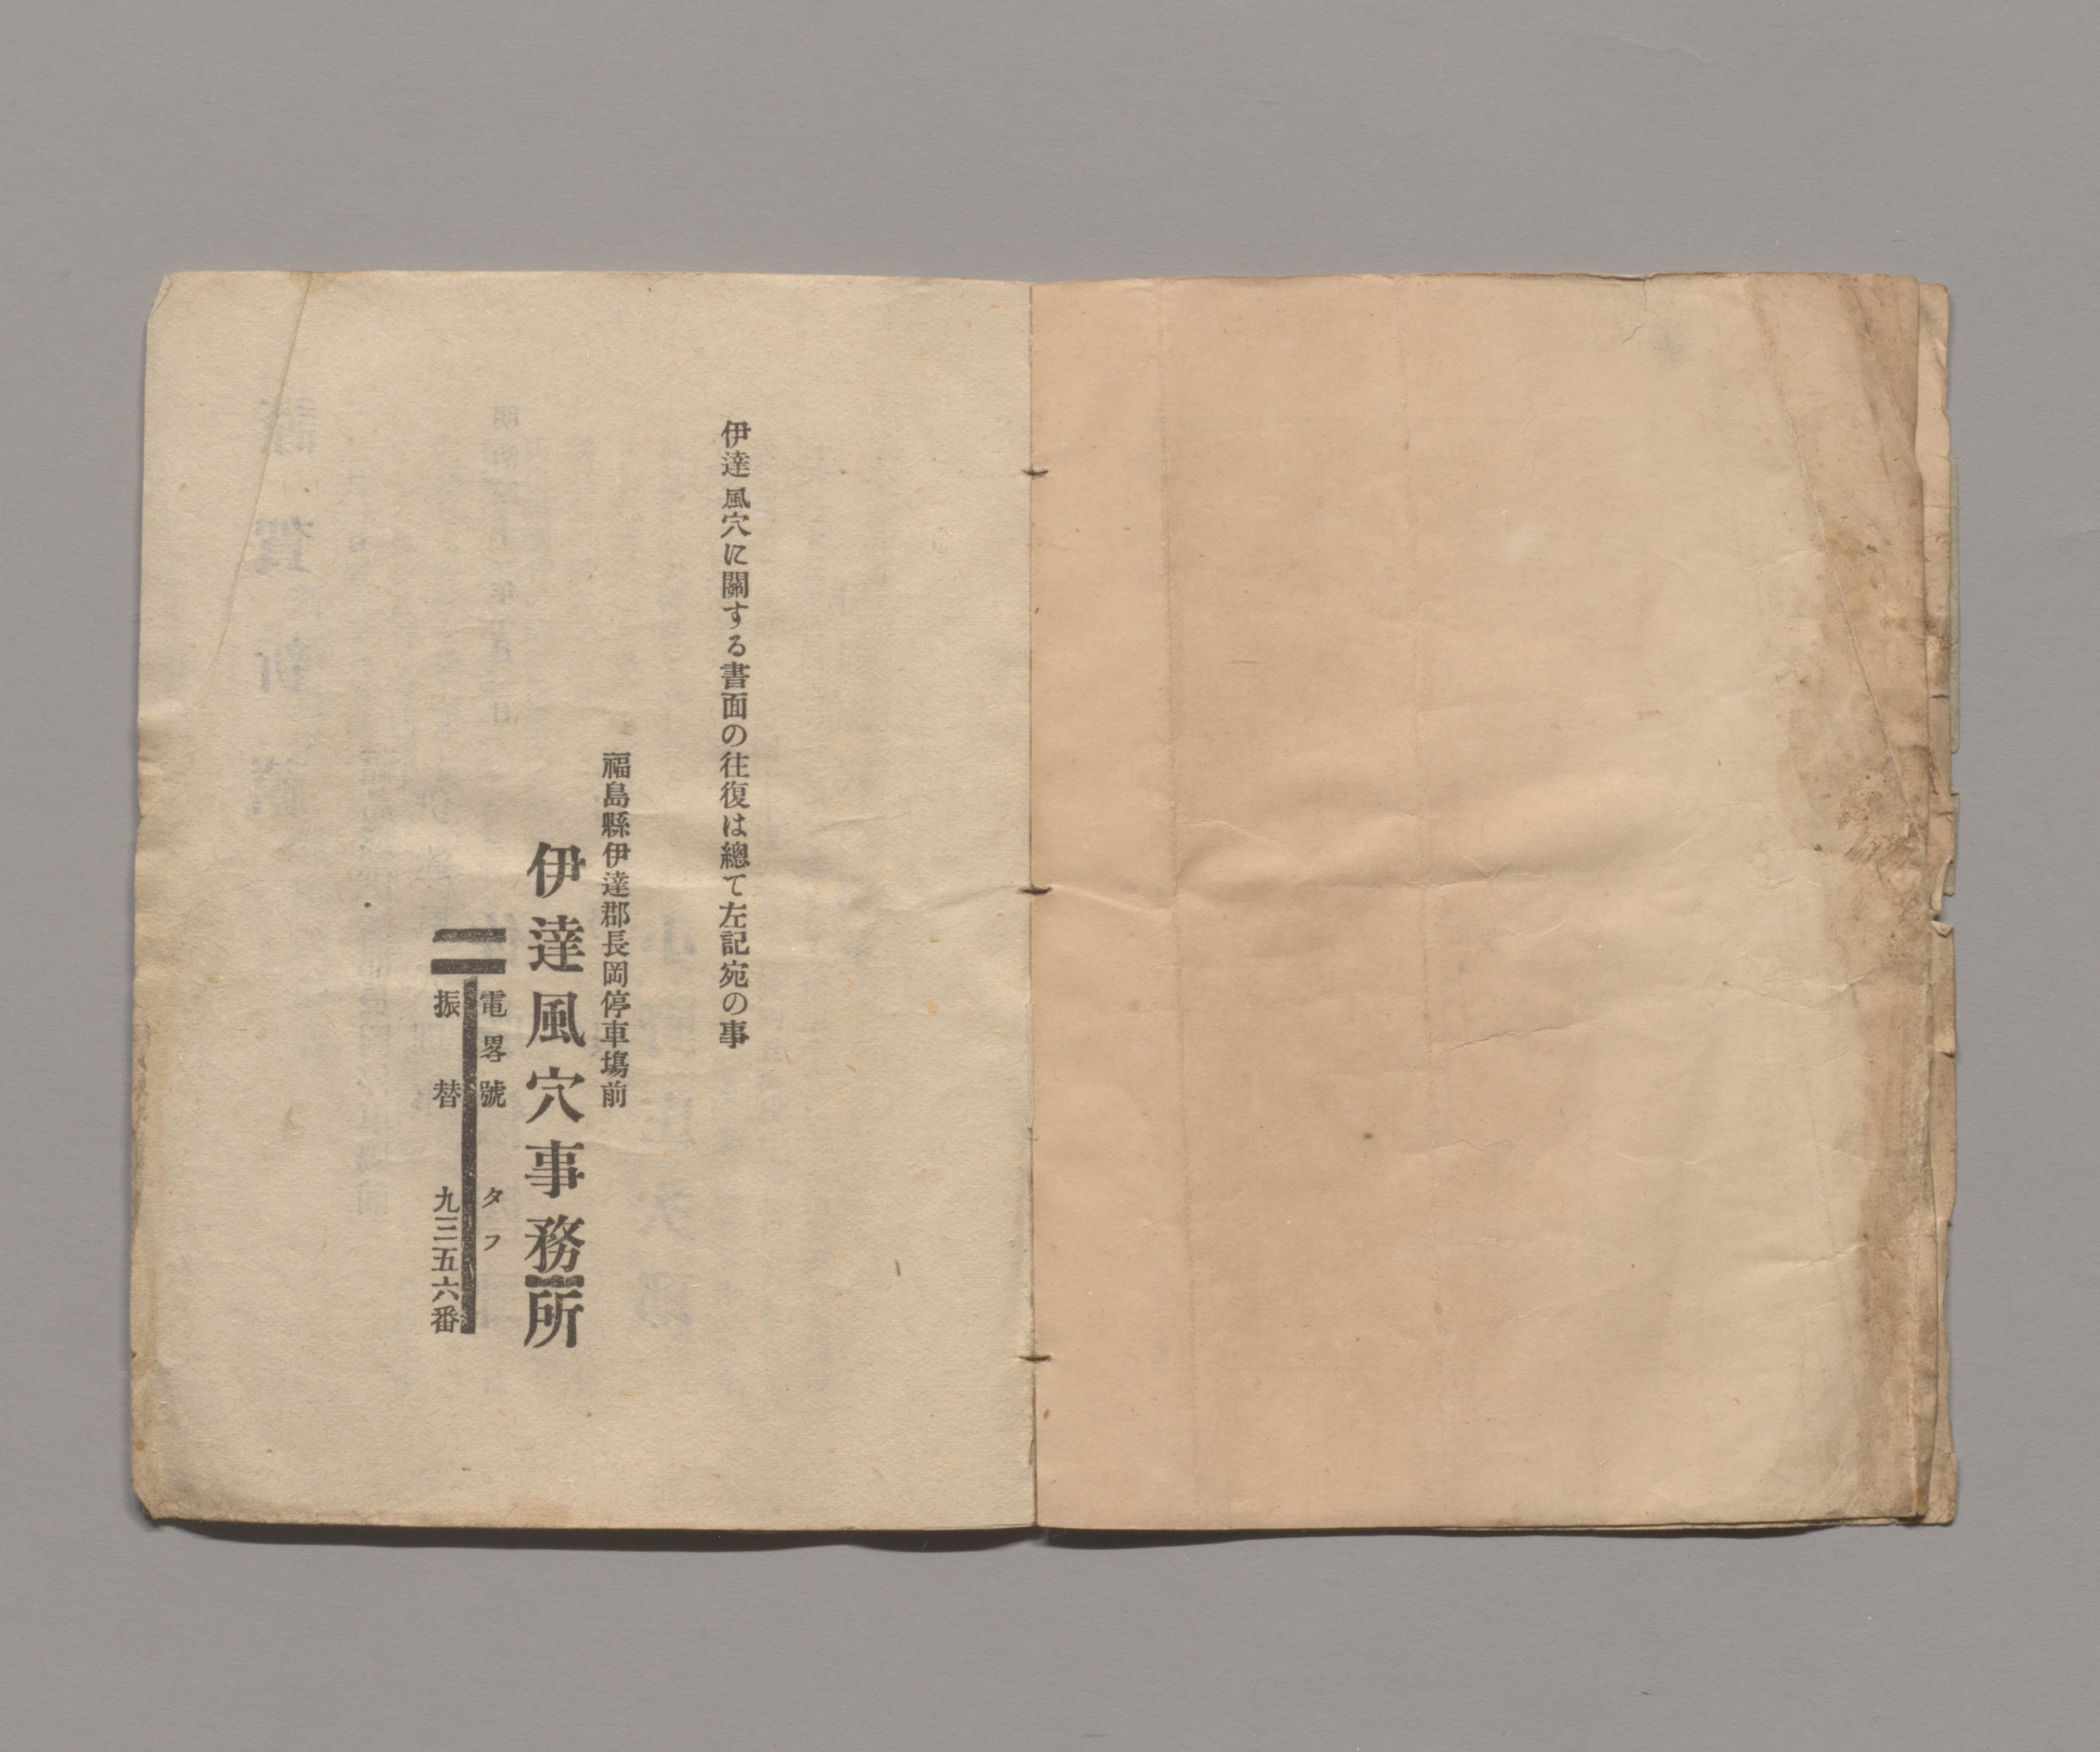 伊達風穴に關する書面の往復は總て左記宛の事
福島縣伊達郡長岡停車塲前
伊達風穴事務所
電畧號 タフ
振替 九三五六番